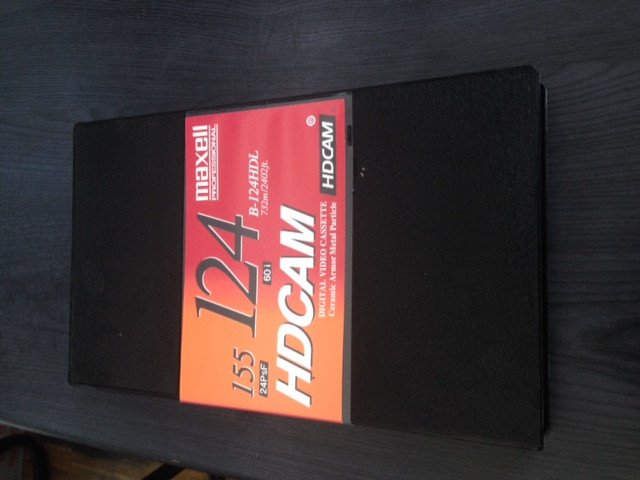 maxell
PROFESSIONAL
155 124
24PsF 60i
B-124HDL
732m/2402ft.
HDCAM
DIGITAL VIDEO CASSETTE
Ceramic Armor Metal Particle
HDCAM